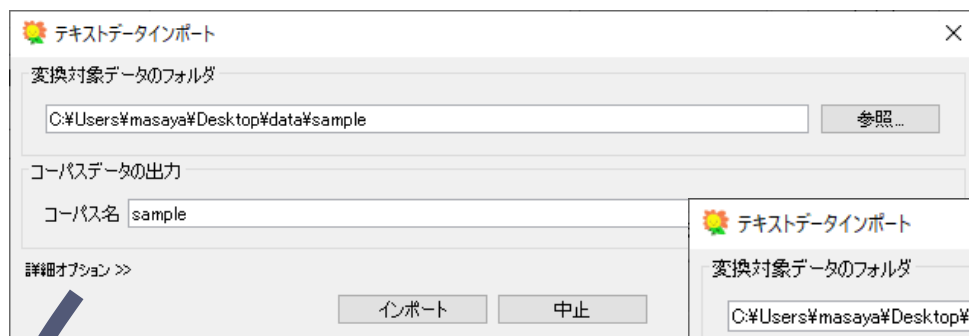 テキストデータインポート
変換対象データのフォルダ
C:¥Users¥masaya¥Desktop¥data¥sample
参照...
コーパスデータの出力
コーパス名 sample
詳細オプション >>
インポート 中止
テキストデータインポート
変換対象データのフォルダ
C:¥Users¥masaya¥Desktop¥